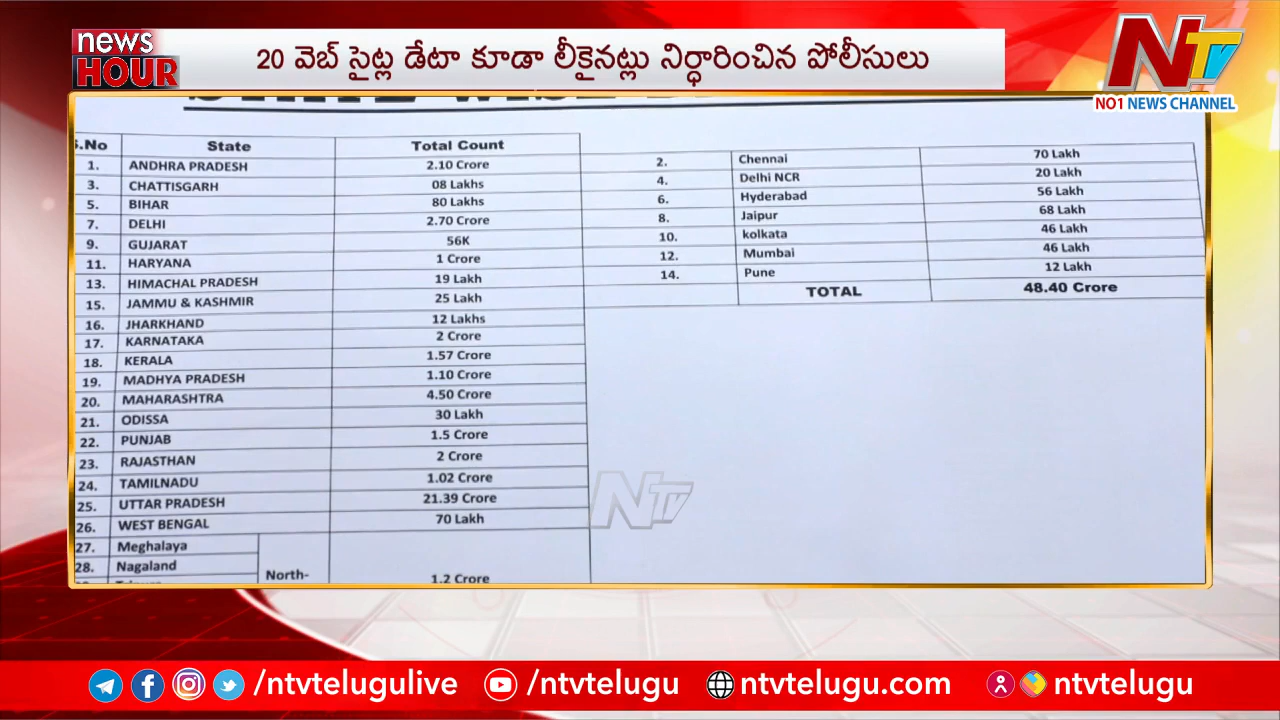 news
HOUR
20 వెబ్ సైట్ల డేటా కూడా లీకైనట్లు నిర్ధారించిన పోలీసులు
NTV
NO1 NEWS CHANNEL
S.No State Total Count
1. ANDHRA PRADESH 2.10 Crore
3. CHATTISGARH 08 Lakhs
5. BIHAR 80 Lakhs
7. DELHI 2.70 Crore
9. GUJARAT 56K
11. HARYANA 1 Crore
13. HIMACHAL PRADESH 19 Lakh
15. JAMMU & KASHMIR 25 Lakh
16. JHARKHAND 12 Lakhs
17. KARNATAKA 2 Crore
18. KERALA 1.57 Crore
19. MADHYA PRADESH 1.10 Crore
20. MAHARASHTRA 4.50 Crore
21. ODISSA 30 Lakh
22. PUNJAB 1.5 Crore
23. RAJASTHAN 2 Crore
24. TAMILNADU 1.02 Crore
25. UTTAR PRADESH 21.39 Crore
26. WEST BENGAL 70 Lakh
27. Meghalaya
28. Nagaland
North- 1.2 Crore
2. Chennai 70 Lakh
4. Delhi NCR 20 Lakh
6. Hyderabad 56 Lakh
8. Jaipur 68 Lakh
10. kolkata 46 Lakh
12. Mumbai 46 Lakh
14. Pune 12 Lakh
TOTAL 48.40 Crore
NTV
/ntvtelugulive /ntvtelugu ntvtelugu.com ntvtelugu